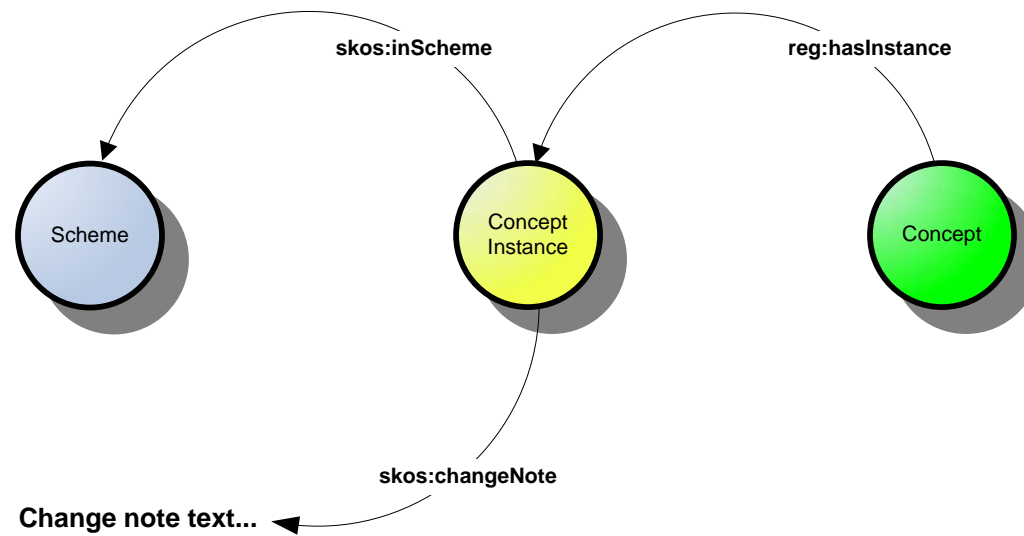 skos:inScheme
reg:hasInstance
Scheme
Concept
Instance
Concept
skos:changeNote
Change note text...